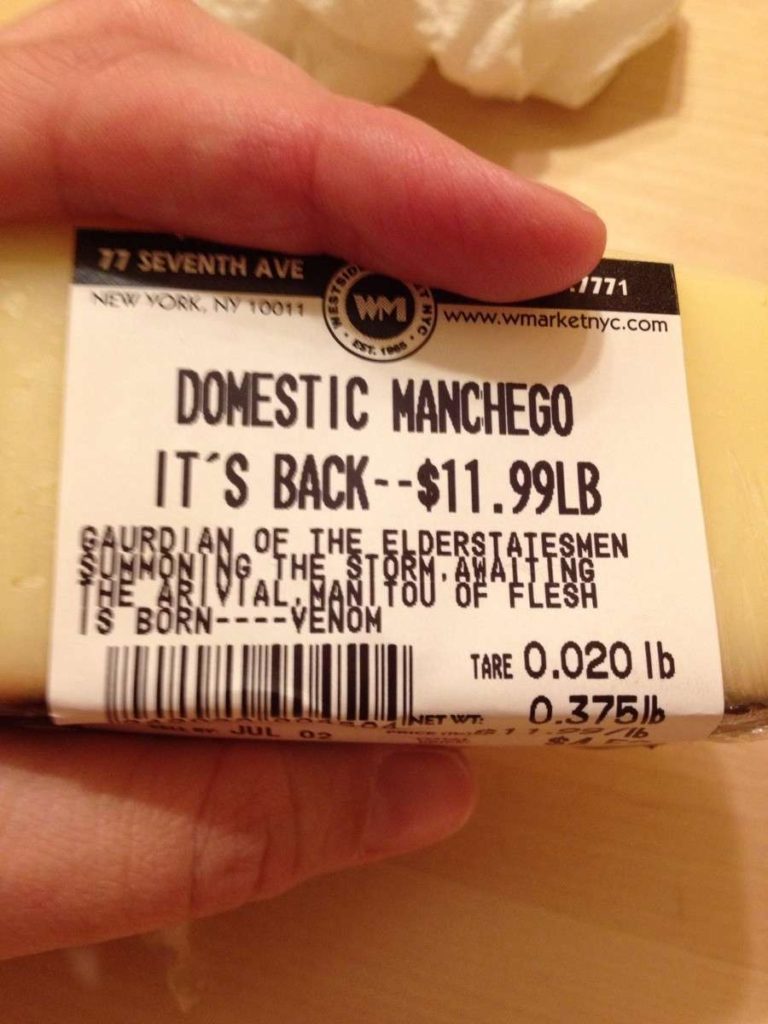 77 SEVENTH AVE
.7771
NEW YORK, NY 10011
WM
EST. 1965
www.wmarketnyc.com
DOMESTIC MANCHEGO
IT´S BACK--$11.99LB
GAURDIAN OF THE ELDERSTATESMEN
SUMMONING THE STORM.AWAITING
THE ARIVIAL.MANITOU OF FLESH
IS BORN----VENOM
TARE 0.020 lb
NET WT: 0.375lb
JUL 02